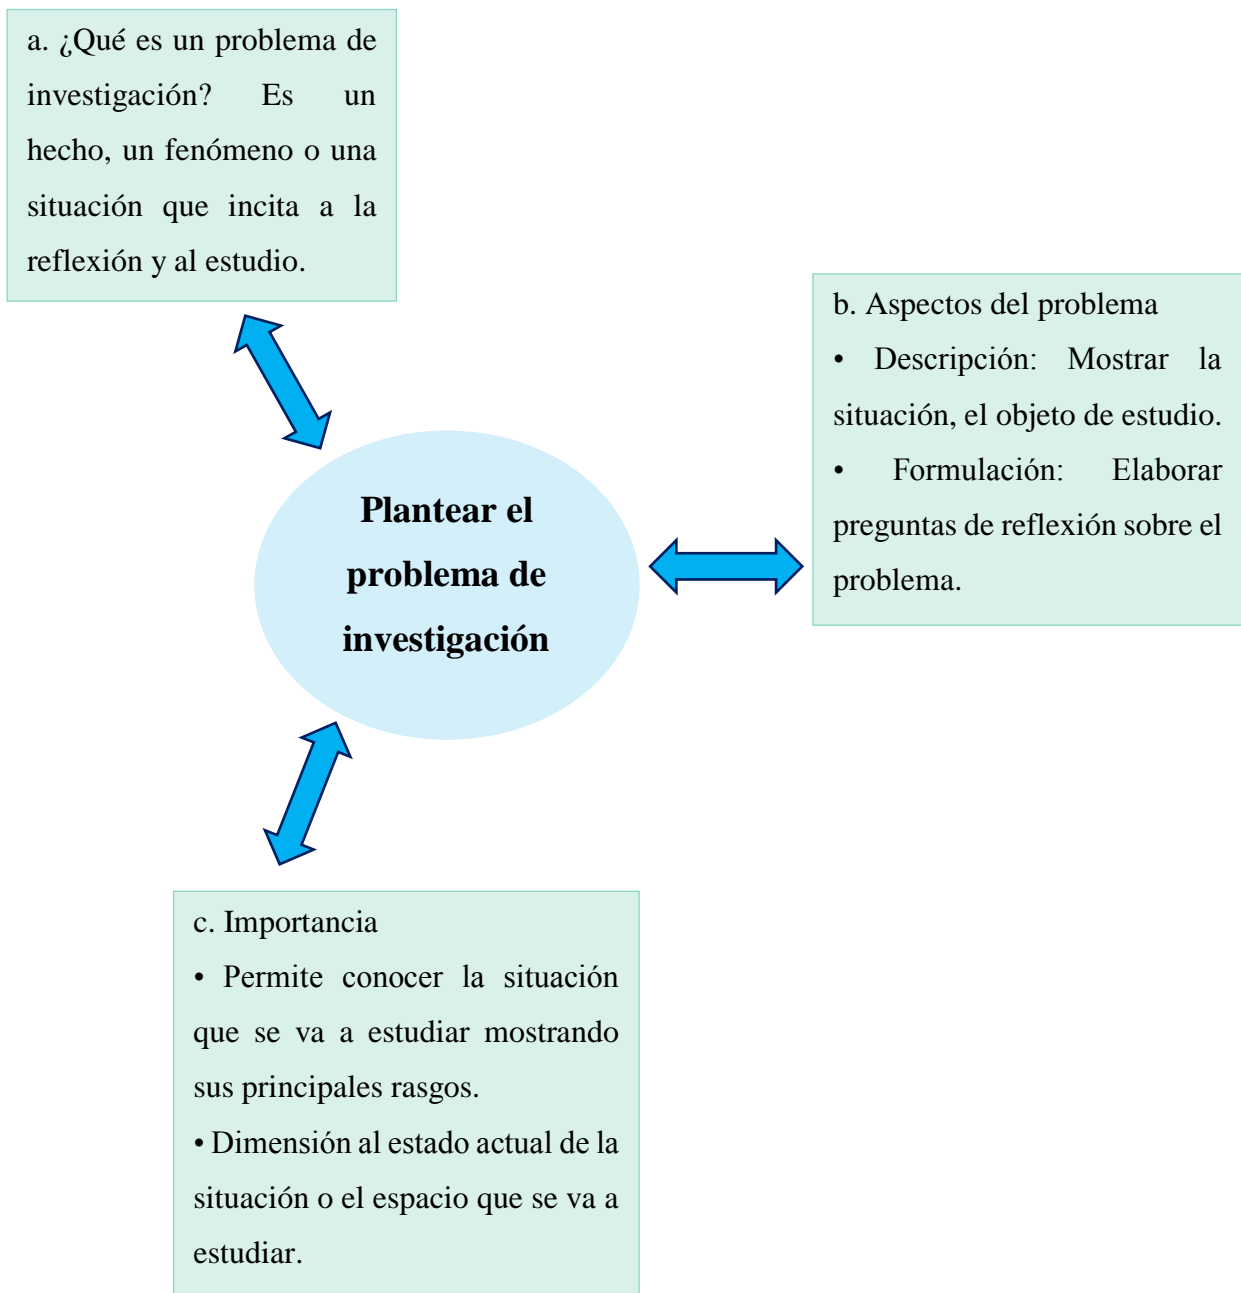 a. ¿Qué es un problema de
investigación? Es un
hecho, un fenómeno o una
situación que incita a la
reflexión y al estudio.
b. Aspectos del problema
• Descripción: Mostrar la
situación, el objeto de estudio.
• Formulación: Elaborar
preguntas de reflexión sobre el
problema.
Plantear el
problema de
investigación
c. Importancia
• Permite conocer la situación
que se va a estudiar mostrando
sus principales rasgos.
• Dimensión al estado actual de la
situación o el espacio que se va a
estudiar.